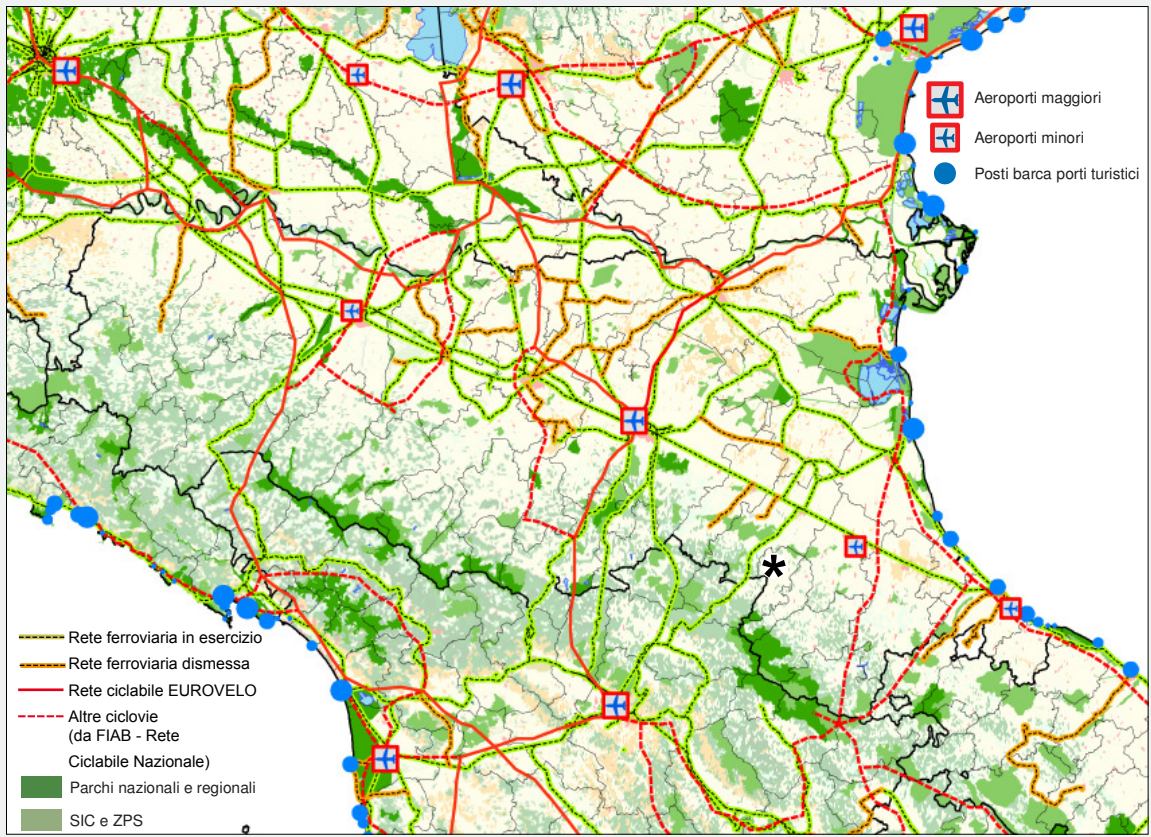 Aeroporti maggiori
Aeroporti minori
Posti barca porti turistici
*
Rete ferroviaria in esercizio
Rete ferroviaria dismessa
Rete ciclabile EUROVELO
Altre ciclovie
(da FIAB - Rete
Ciclabile Nazionale)
Parchi nazionali e regionali
SIC e ZPS